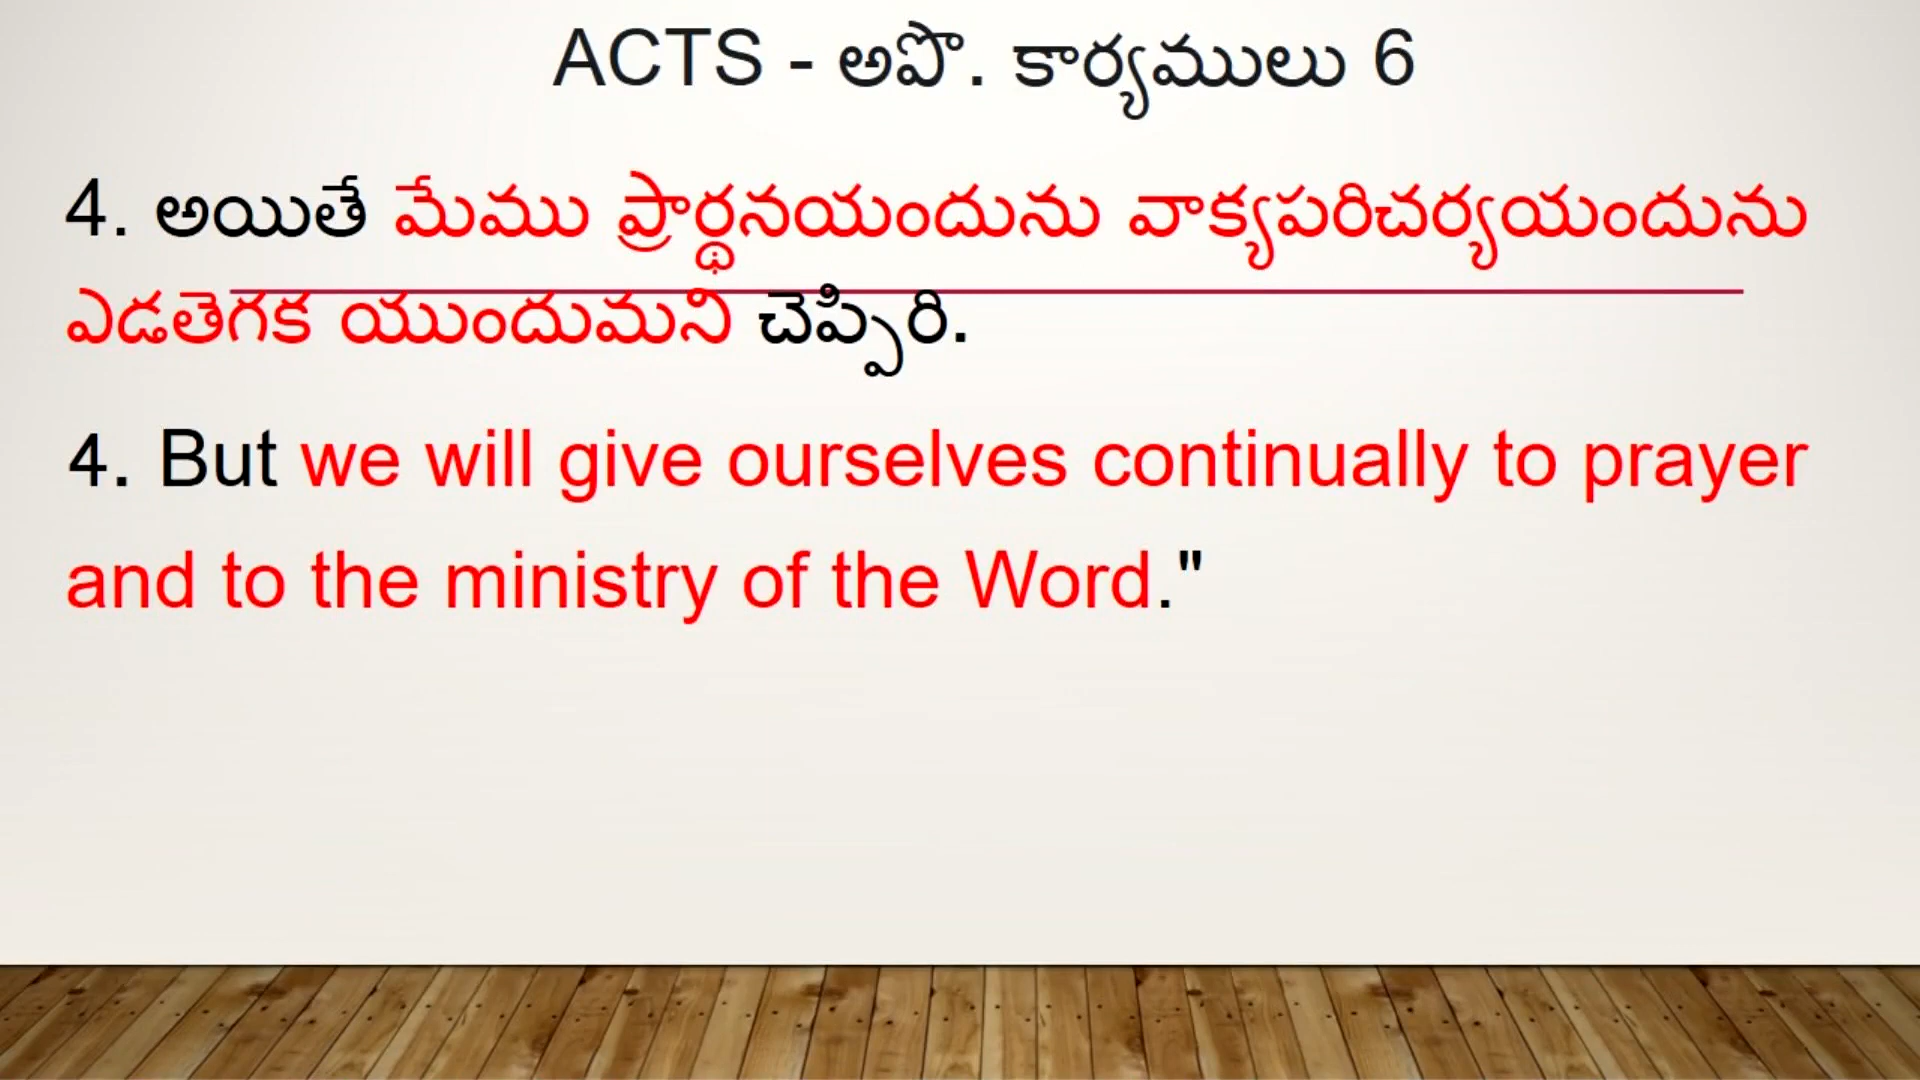 ACTS - అపొ. కార్యములు 6
4. అయితే మేము ప్రార్థనయందును వాక్యపరిచర్యయందును
ఎడతెగక యుందుమని చెప్పిరి.
4. But we will give ourselves continually to prayer
and to the ministry of the Word."